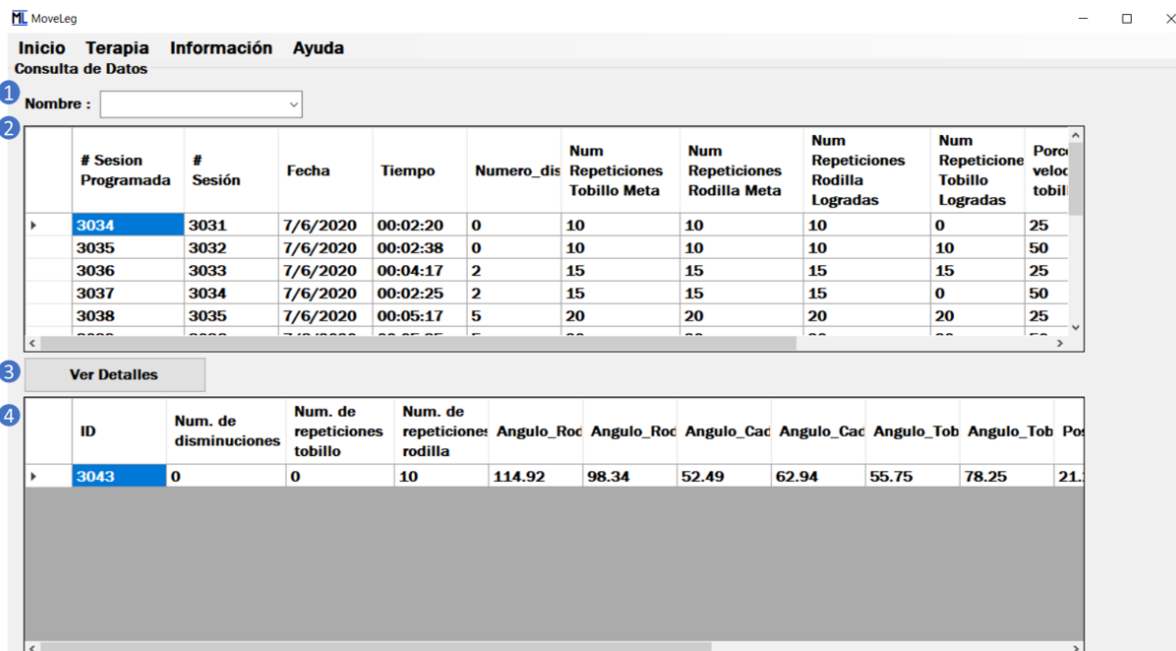 ML MoveLeg
Inicio Terapia Información Ayuda
Consulta de Datos
1
Nombre :
2
# Sesion Programada # Sesión Fecha Tiempo Numero_dis Num Repeticiones Tobillo Meta Num Repeticiones Rodilla Meta Num Repeticiones Rodilla Logradas Num Repeticione Tobillo Logradas Porce veloc tobill
3034 3031 7/6/2020 00:02:20 0 10 10 10 0 25
3035 3032 7/6/2020 00:02:38 0 10 10 10 10 50
3036 3033 7/6/2020 00:04:17 2 15 15 15 15 25
3037 3034 7/6/2020 00:02:25 2 15 15 15 0 50
3038 3035 7/6/2020 00:05:17 5 20 20 20 20 25
3
Ver Detalles
4
ID Num. de disminuciones Num. de repeticiones tobillo Num. de repeticiones rodilla Angulo_Rod Angulo_Rod Angulo_Cad Angulo_Cad Angulo_Tob Angulo_Tob Pos
3043 0 0 10 114.92 98.34 52.49 62.94 55.75 78.25 21.